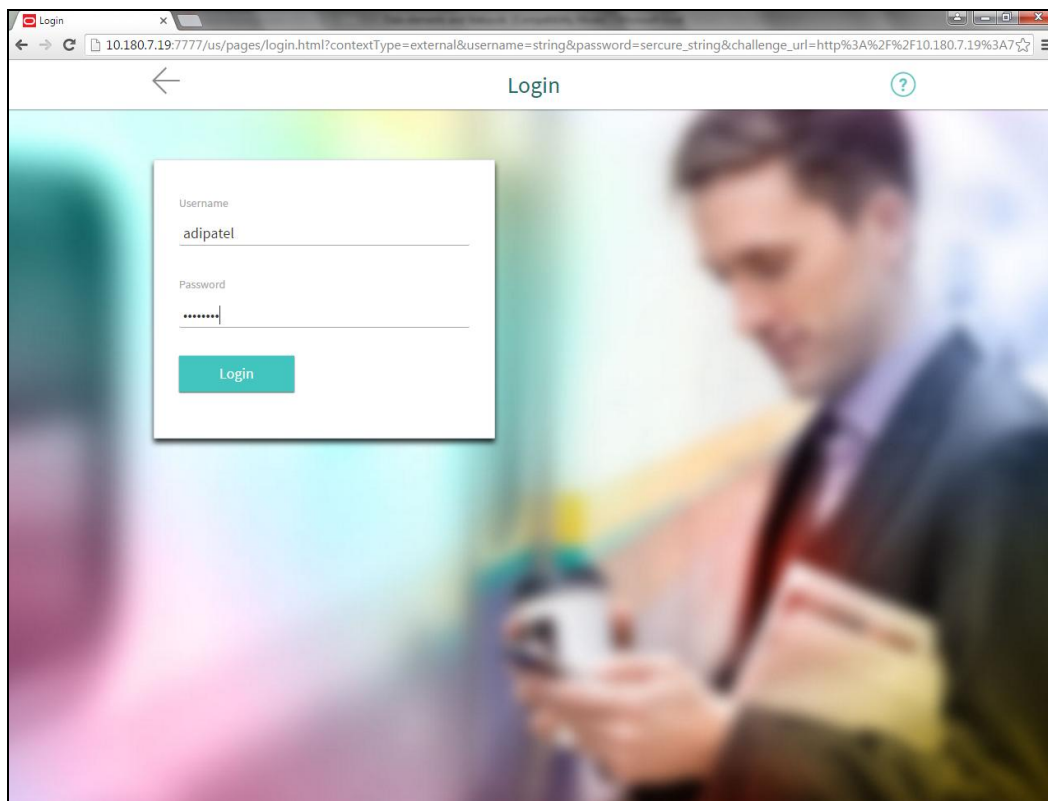 Login
10.180.7.19:7777/us/pages/login.html?contextType=external&username=string&password=sercure_string&challenge_url=http%3A%2F%2F10.180.7.19%3A7
Login
?
Username
adipatel
Password
••••••••
Login